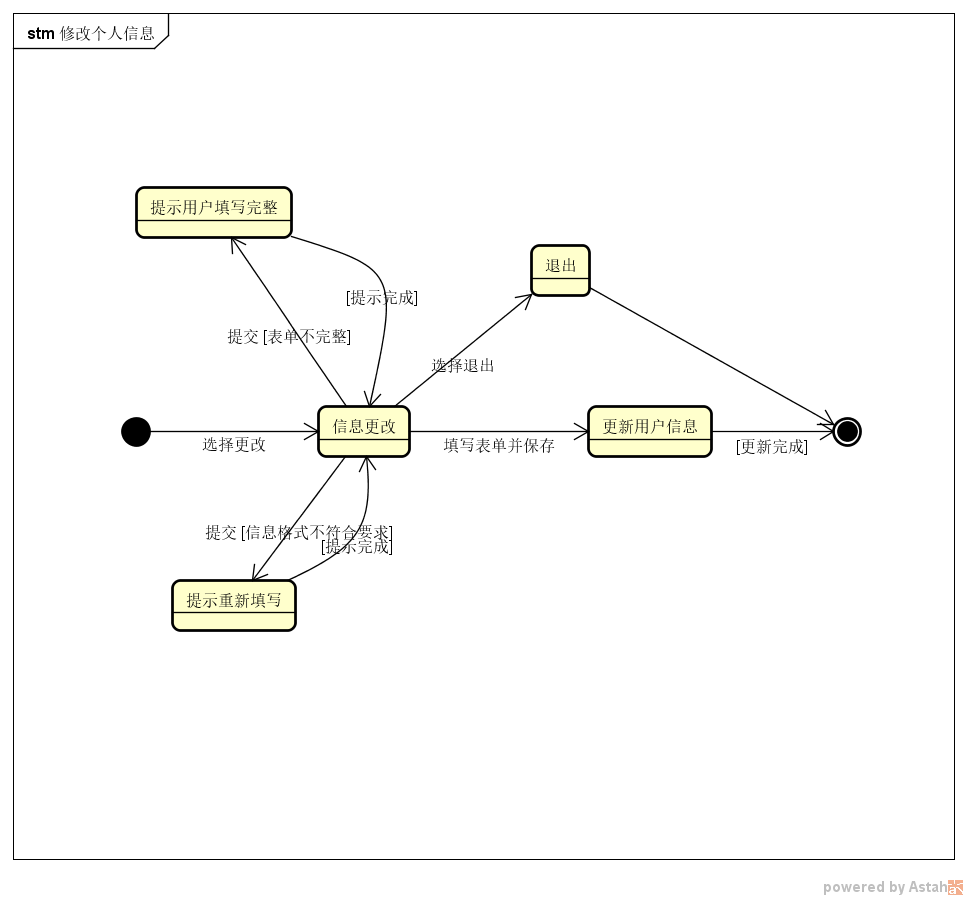 stm 修改个人信息
提示用户填写完整
退出
[提示完成]
提交 [表单不完整]
选择退出
信息更改
更新用户信息
选择更改
填写表单并保存
[更新完成]
提交 [信息格式不符合要求]
[提示完成]
提示重新填写
powered by Astah